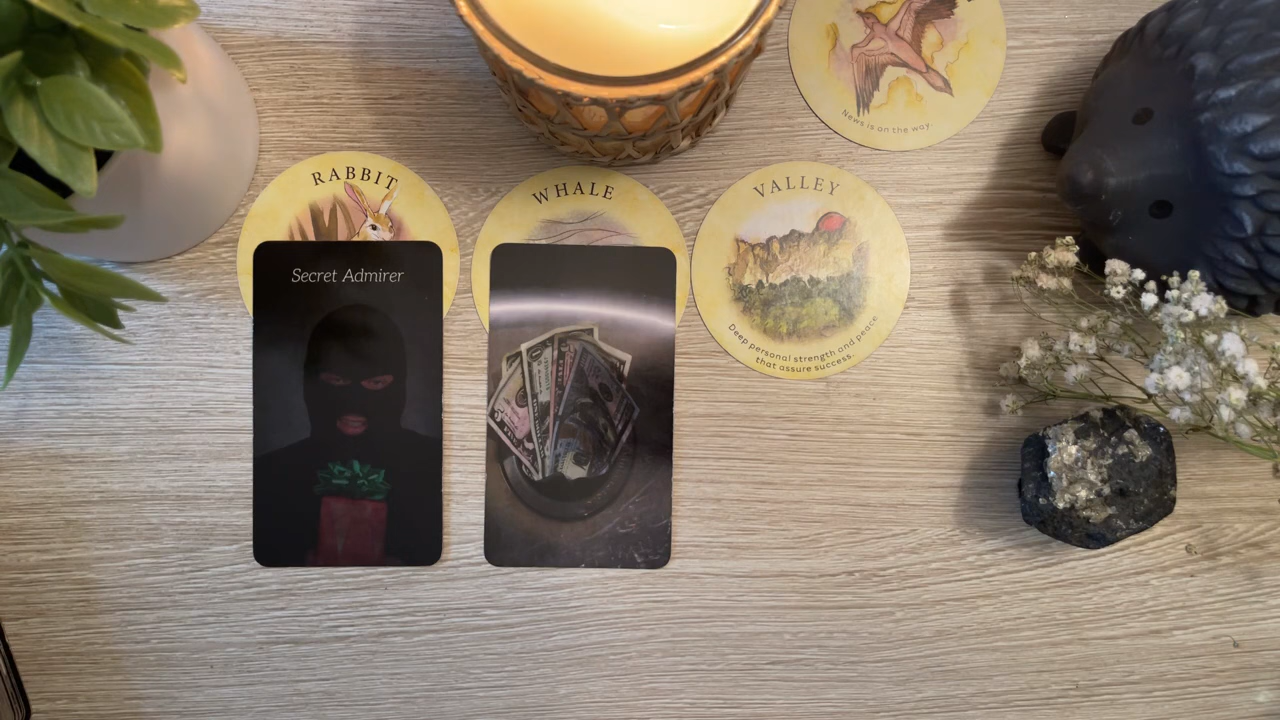 News is on the way.
RABBIT
WHALE
VALLEY
Secret Admirer
Deep personal strength and peace
that assure success.